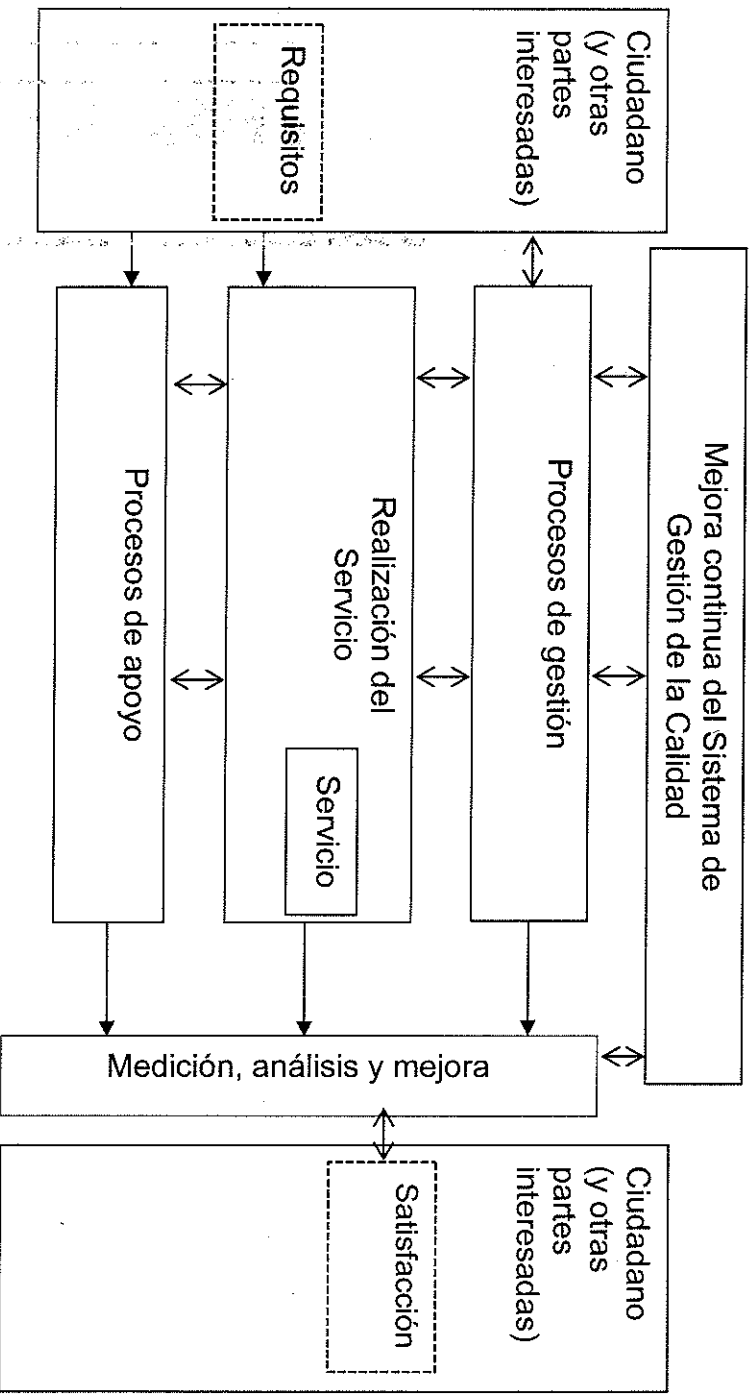 Mejora continua del Sistema de
Gestión de la Calidad
Ciudadano
(y otras
partes
interesadas)
Requisitos
Procesos de gestión
Realización del
Servicio
Servicio
Procesos de apoyo
Medición, análisis y mejora
Ciudadano
(y otras
partes
interesadas)
Satisfacción